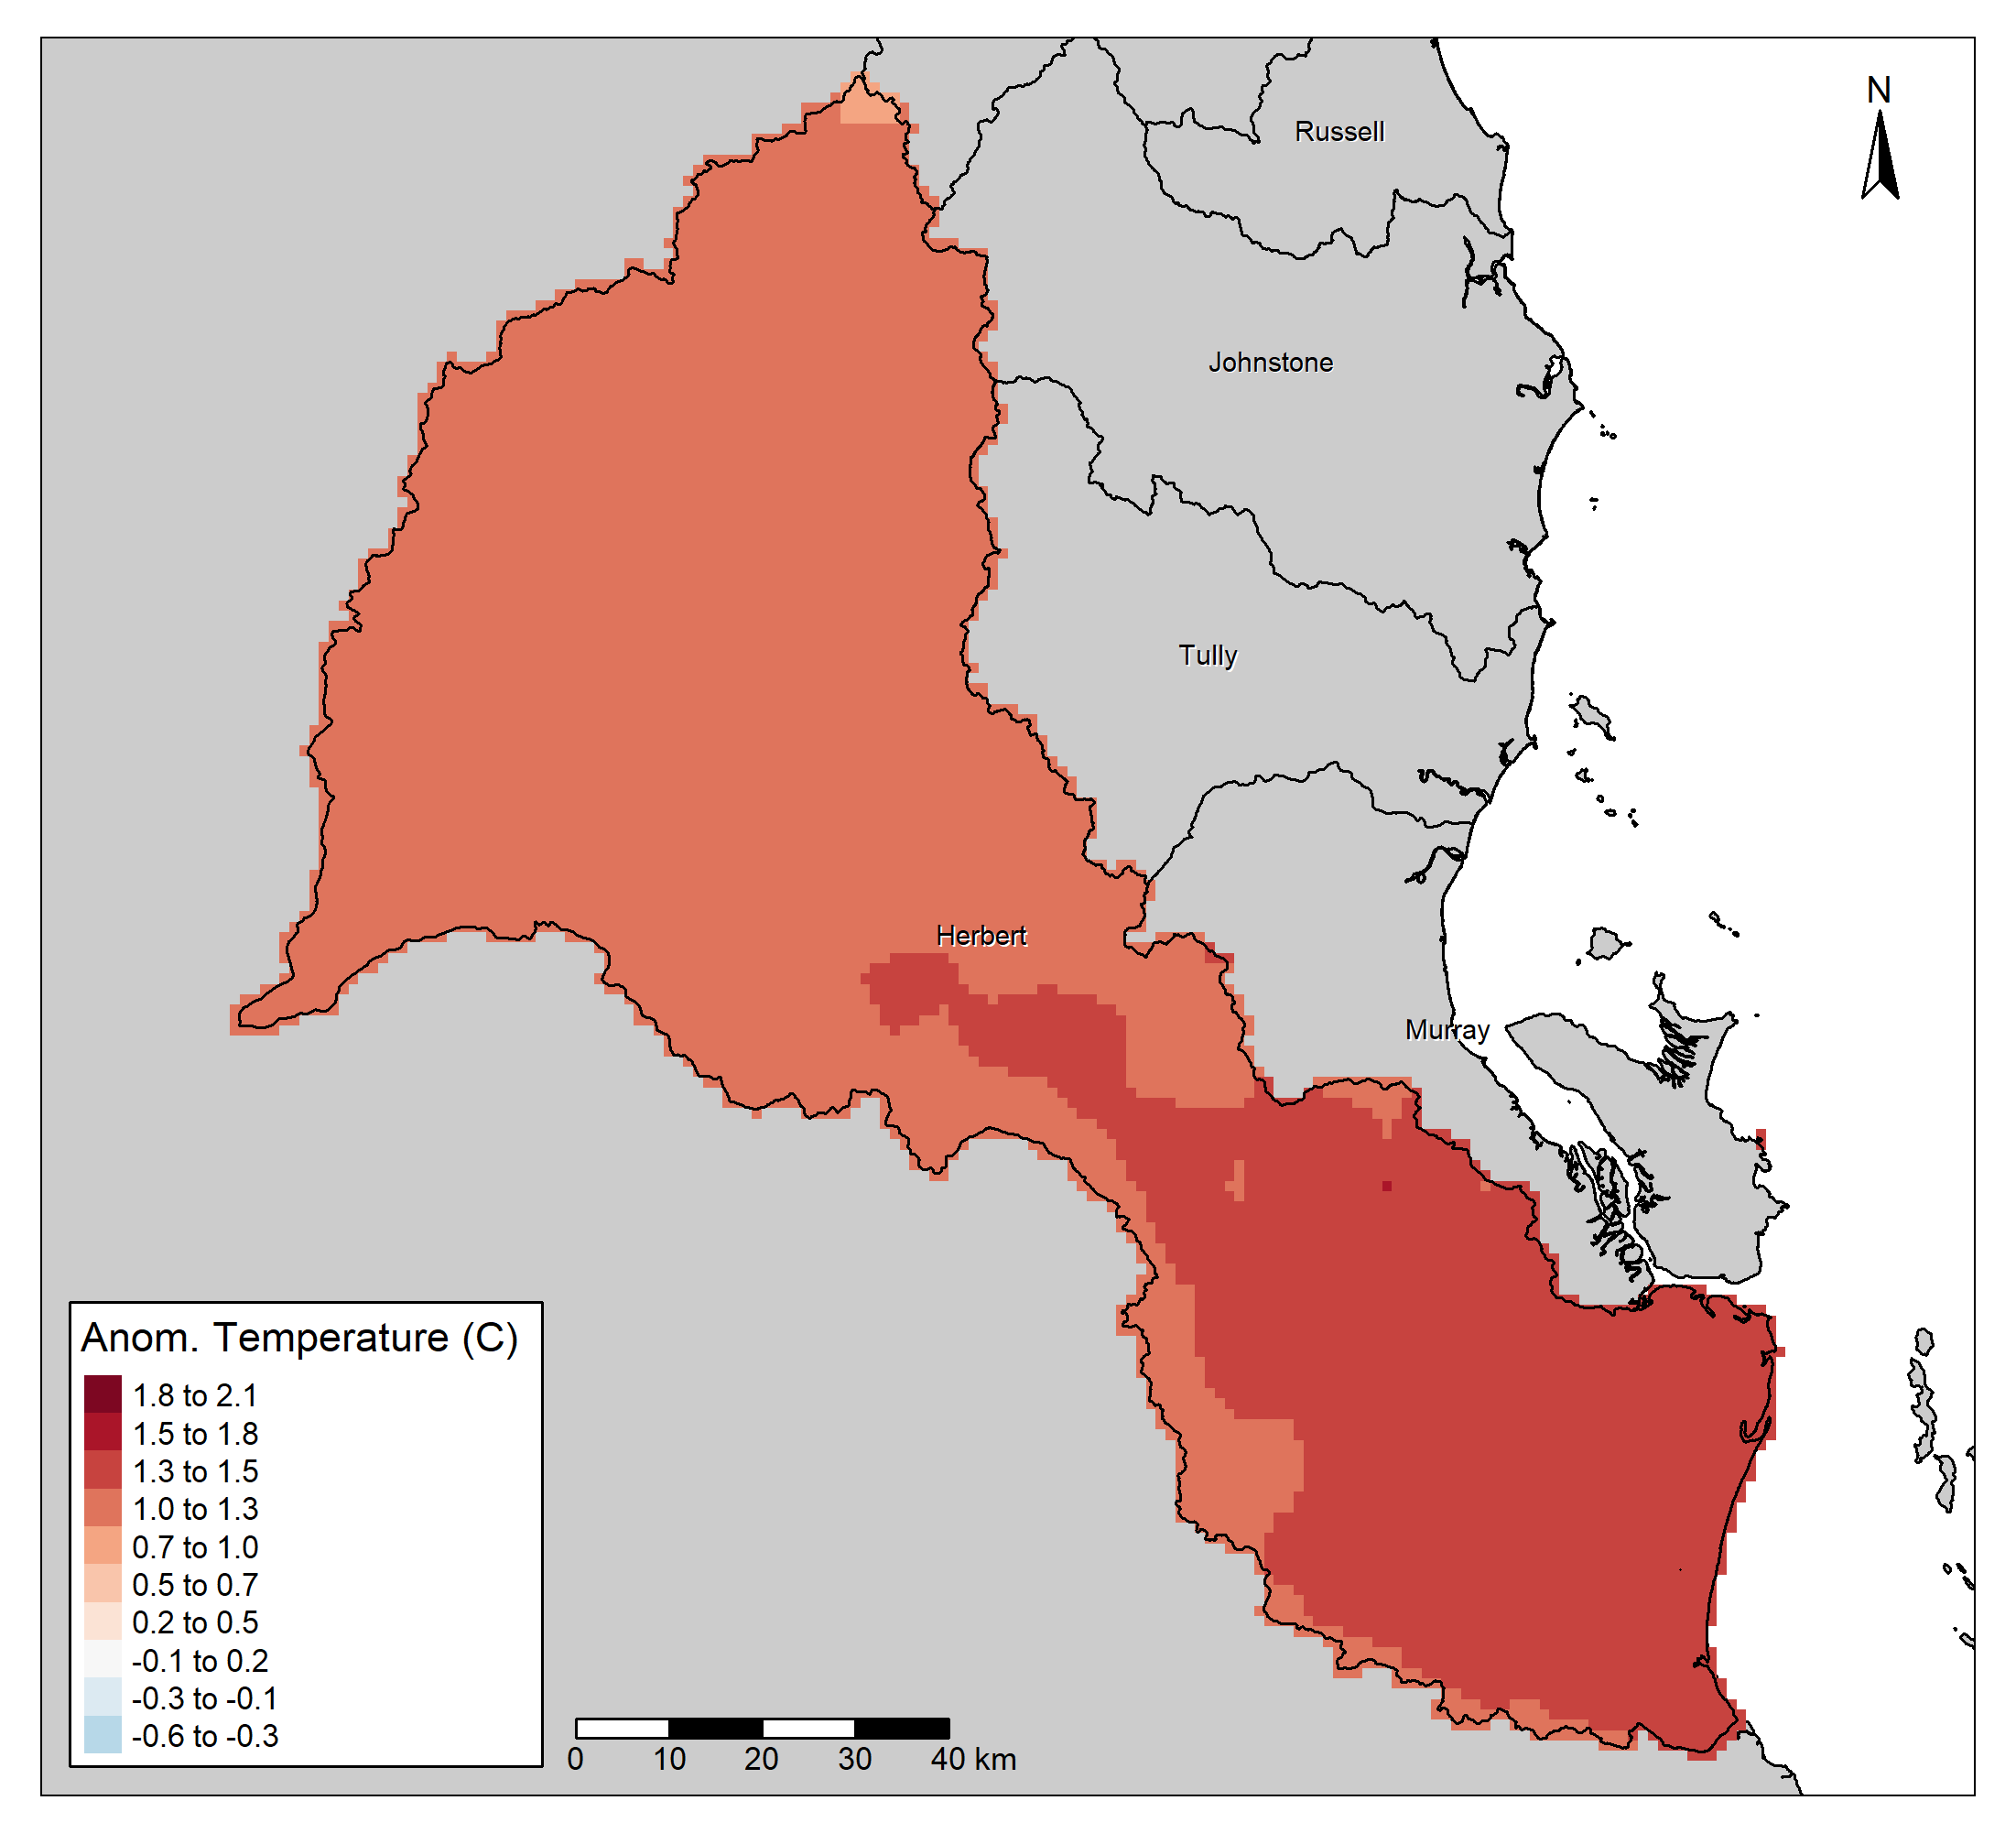 N
Russell
Johnstone
Tully
Herbert
Murray
Anom. Temperature (C)
1.8 to 2.1
1.5 to 1.8
1.3 to 1.5
1.0 to 1.3
0.7 to 1.0
0.5 to 0.7
0.2 to 0.5
-0.1 to 0.2
-0.3 to -0.1
-0.6 to -0.3
0 10 20 30 40 km